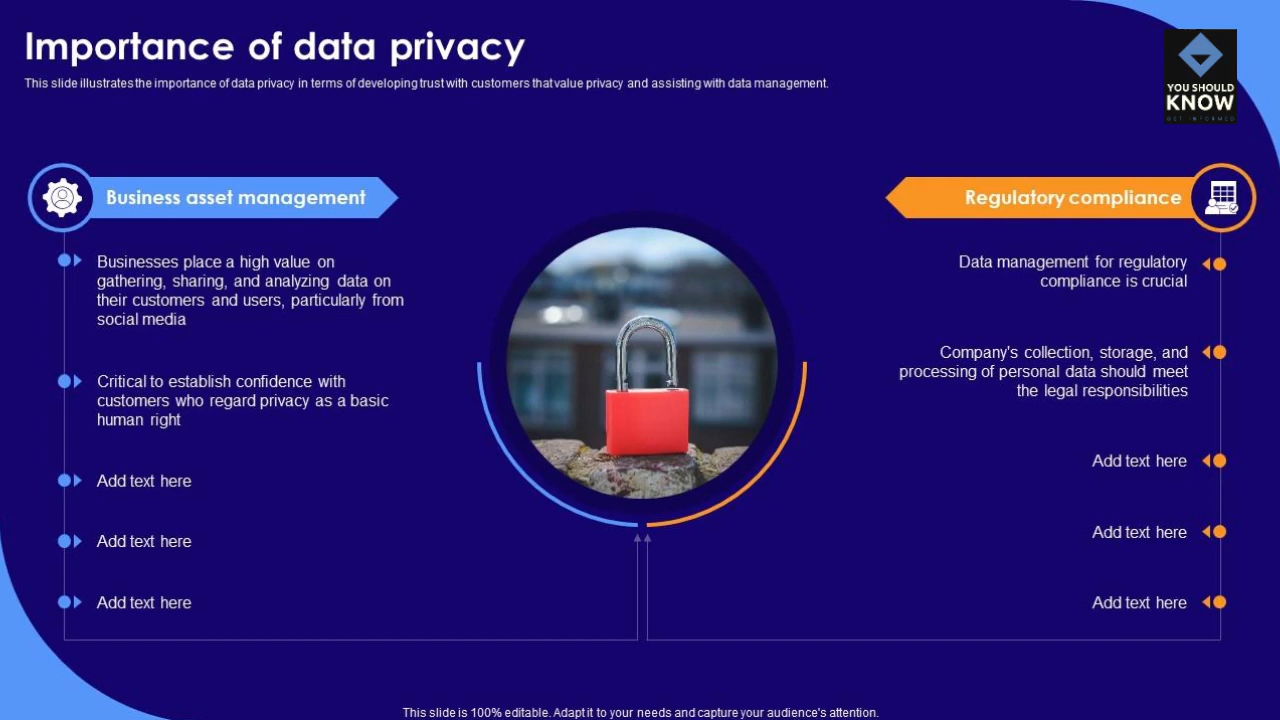 Importance of data privacy
This slide illustrates the importance of data privacy in terms of developing trust with customers that value privacy and assisting with data management.
YOU SHOULD
KNOW
GET INFORMED
Business asset management
Businesses place a high value on
gathering, sharing, and analyzing data on
their customers and users, particularly from
social media
Critical to establish confidence with
customers who regard privacy as a basic
human right
Add text here
Add text here
Add text here
Regulatory compliance
Data management for regulatory
compliance is crucial
Company's collection, storage, and
processing of personal data should meet
the legal responsibilities
Add text here
Add text here
Add text here
This slide is 100% editable. Adapt it to your needs and capture your audience's attention.